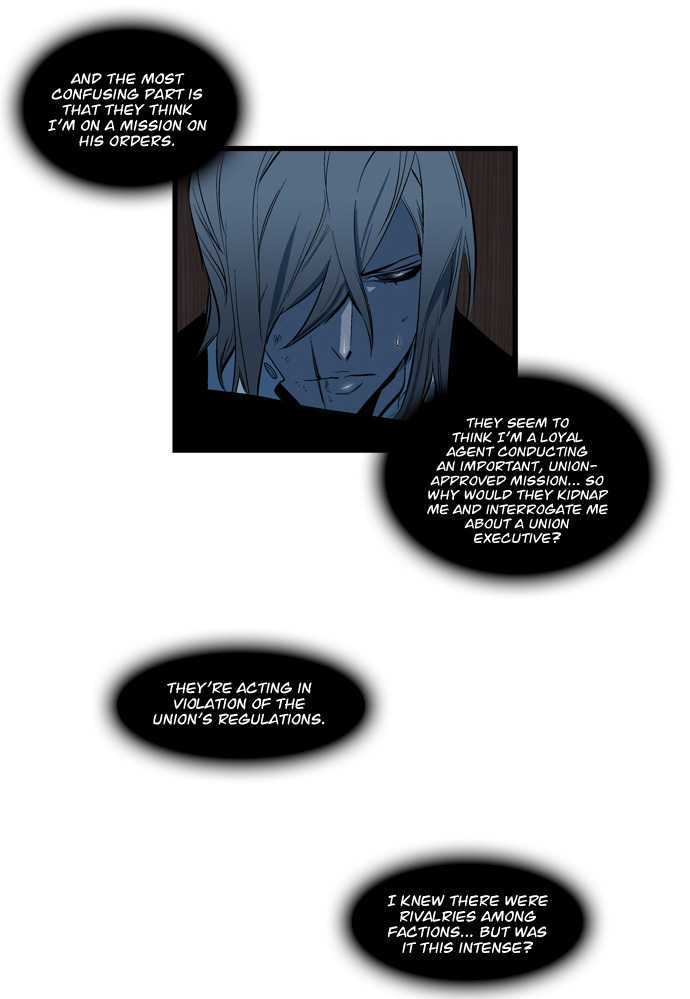 AND THE MOST
CONFUSING PART IS
THAT THEY THINK
I'M ON A MISSION ON
HIS ORDERS.
THEY SEEM TO
THINK I'M A LOYAL
AGENT CONDUCTING
AN IMPORTANT, UNION-
APPROVED MISSION... SO
WHY WOULD THEY KIDNAP
ME AND INTERROGATE ME
ABOUT A UNION
EXECUTIVE?
THEY'RE ACTING IN
VIOLATION OF THE
UNION'S REGULATIONS.
I KNEW THERE WERE
RIVALRIES AMONG
FACTIONS... BUT WAS
IT THIS INTENSE?